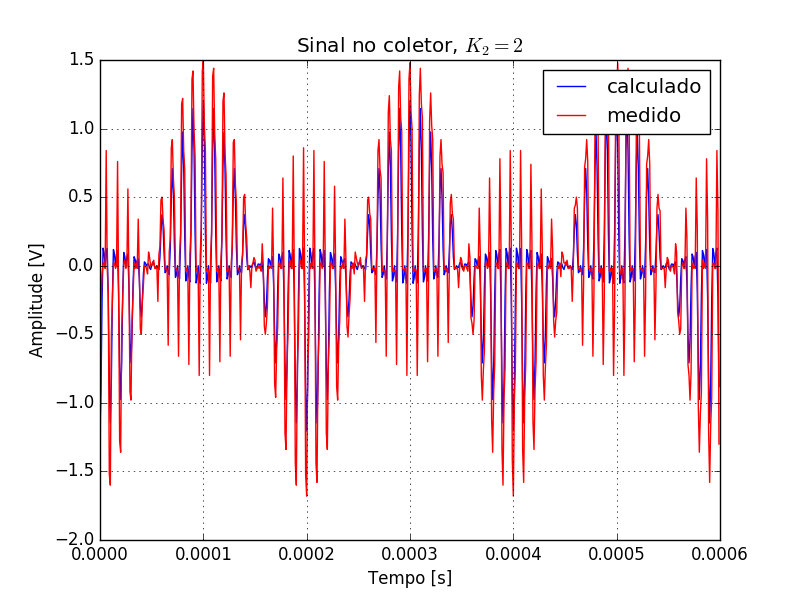 Sinal no coletor, K₂ = 2
calculado
medido
1.5
1.0
0.5
0.0
−0.5
−1.0
−1.5
−2.0
Amplitude [V]
0.0000 0.0001 0.0002 0.0003 0.0004 0.0005 0.0006
Tempo [s]